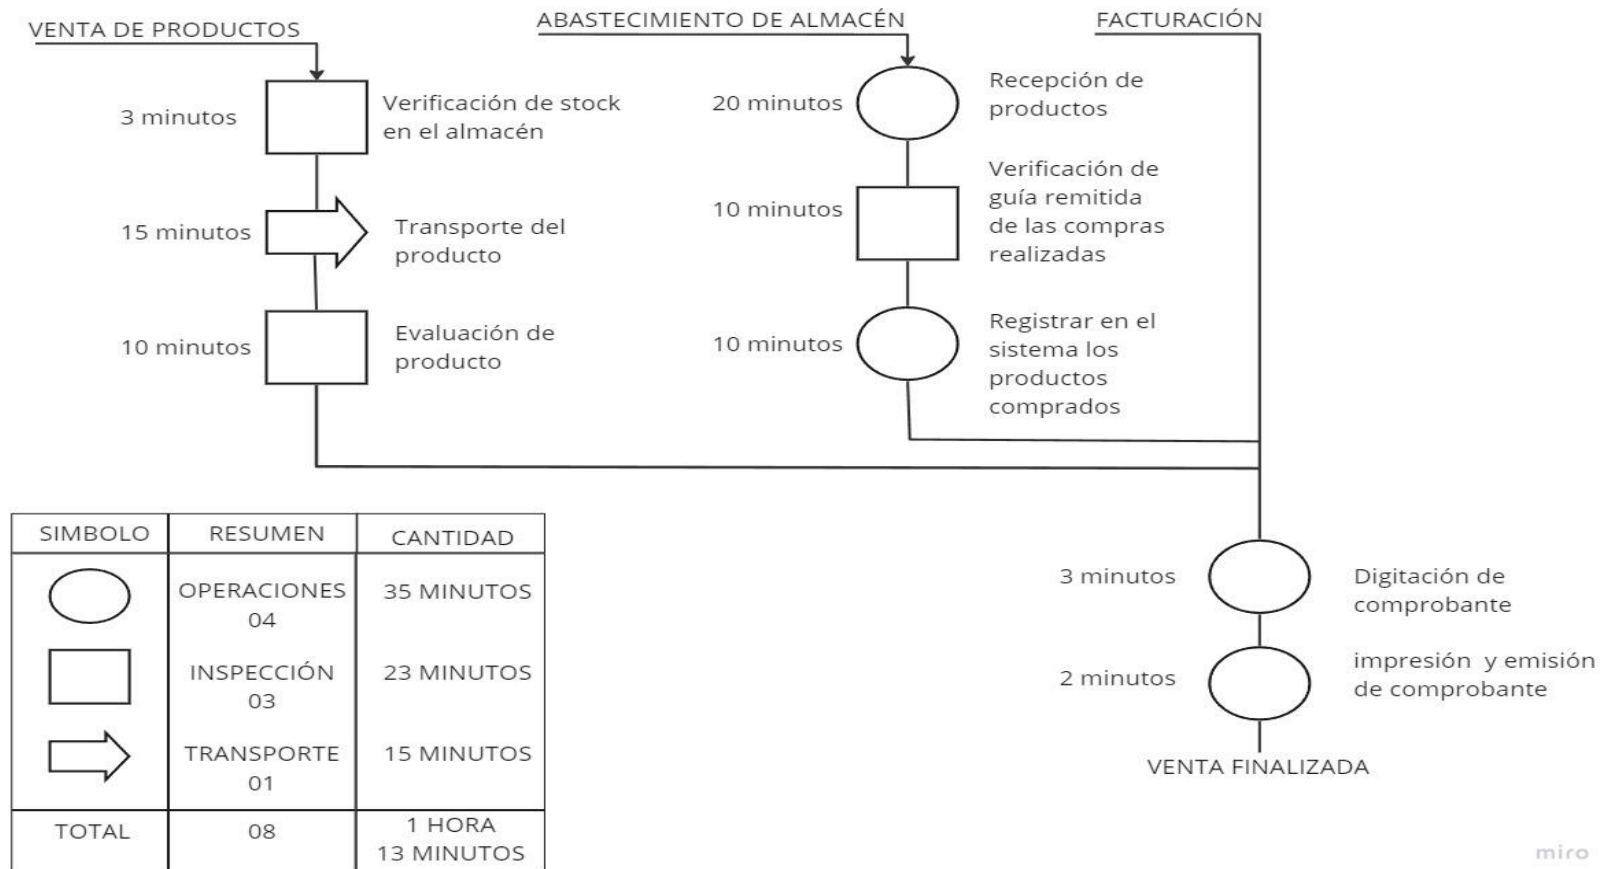 VENTA DE PRODUCTOS
3 minutos
Verificación de stock
en el almacén
15 minutos
Transporte del
producto
10 minutos
Evaluación de
producto
ABASTECIMIENTO DE ALMACÉN
20 minutos
Recepción de
productos
10 minutos
Verificación de
guía remitida
de las compras
realizadas
10 minutos
Registrar en el
sistema los
productos
comprados
FACTURACIÓN
3 minutos
Digitación de
comprobante
2 minutos
impresión y emisión
de comprobante
VENTA FINALIZADA
SIMBOLO RESUMEN CANTIDAD
OPERACIONES
04
35 MINUTOS
INSPECCIÓN
03
23 MINUTOS
TRANSPORTE
01
15 MINUTOS
TOTAL
08
1 HORA
13 MINUTOS
miro